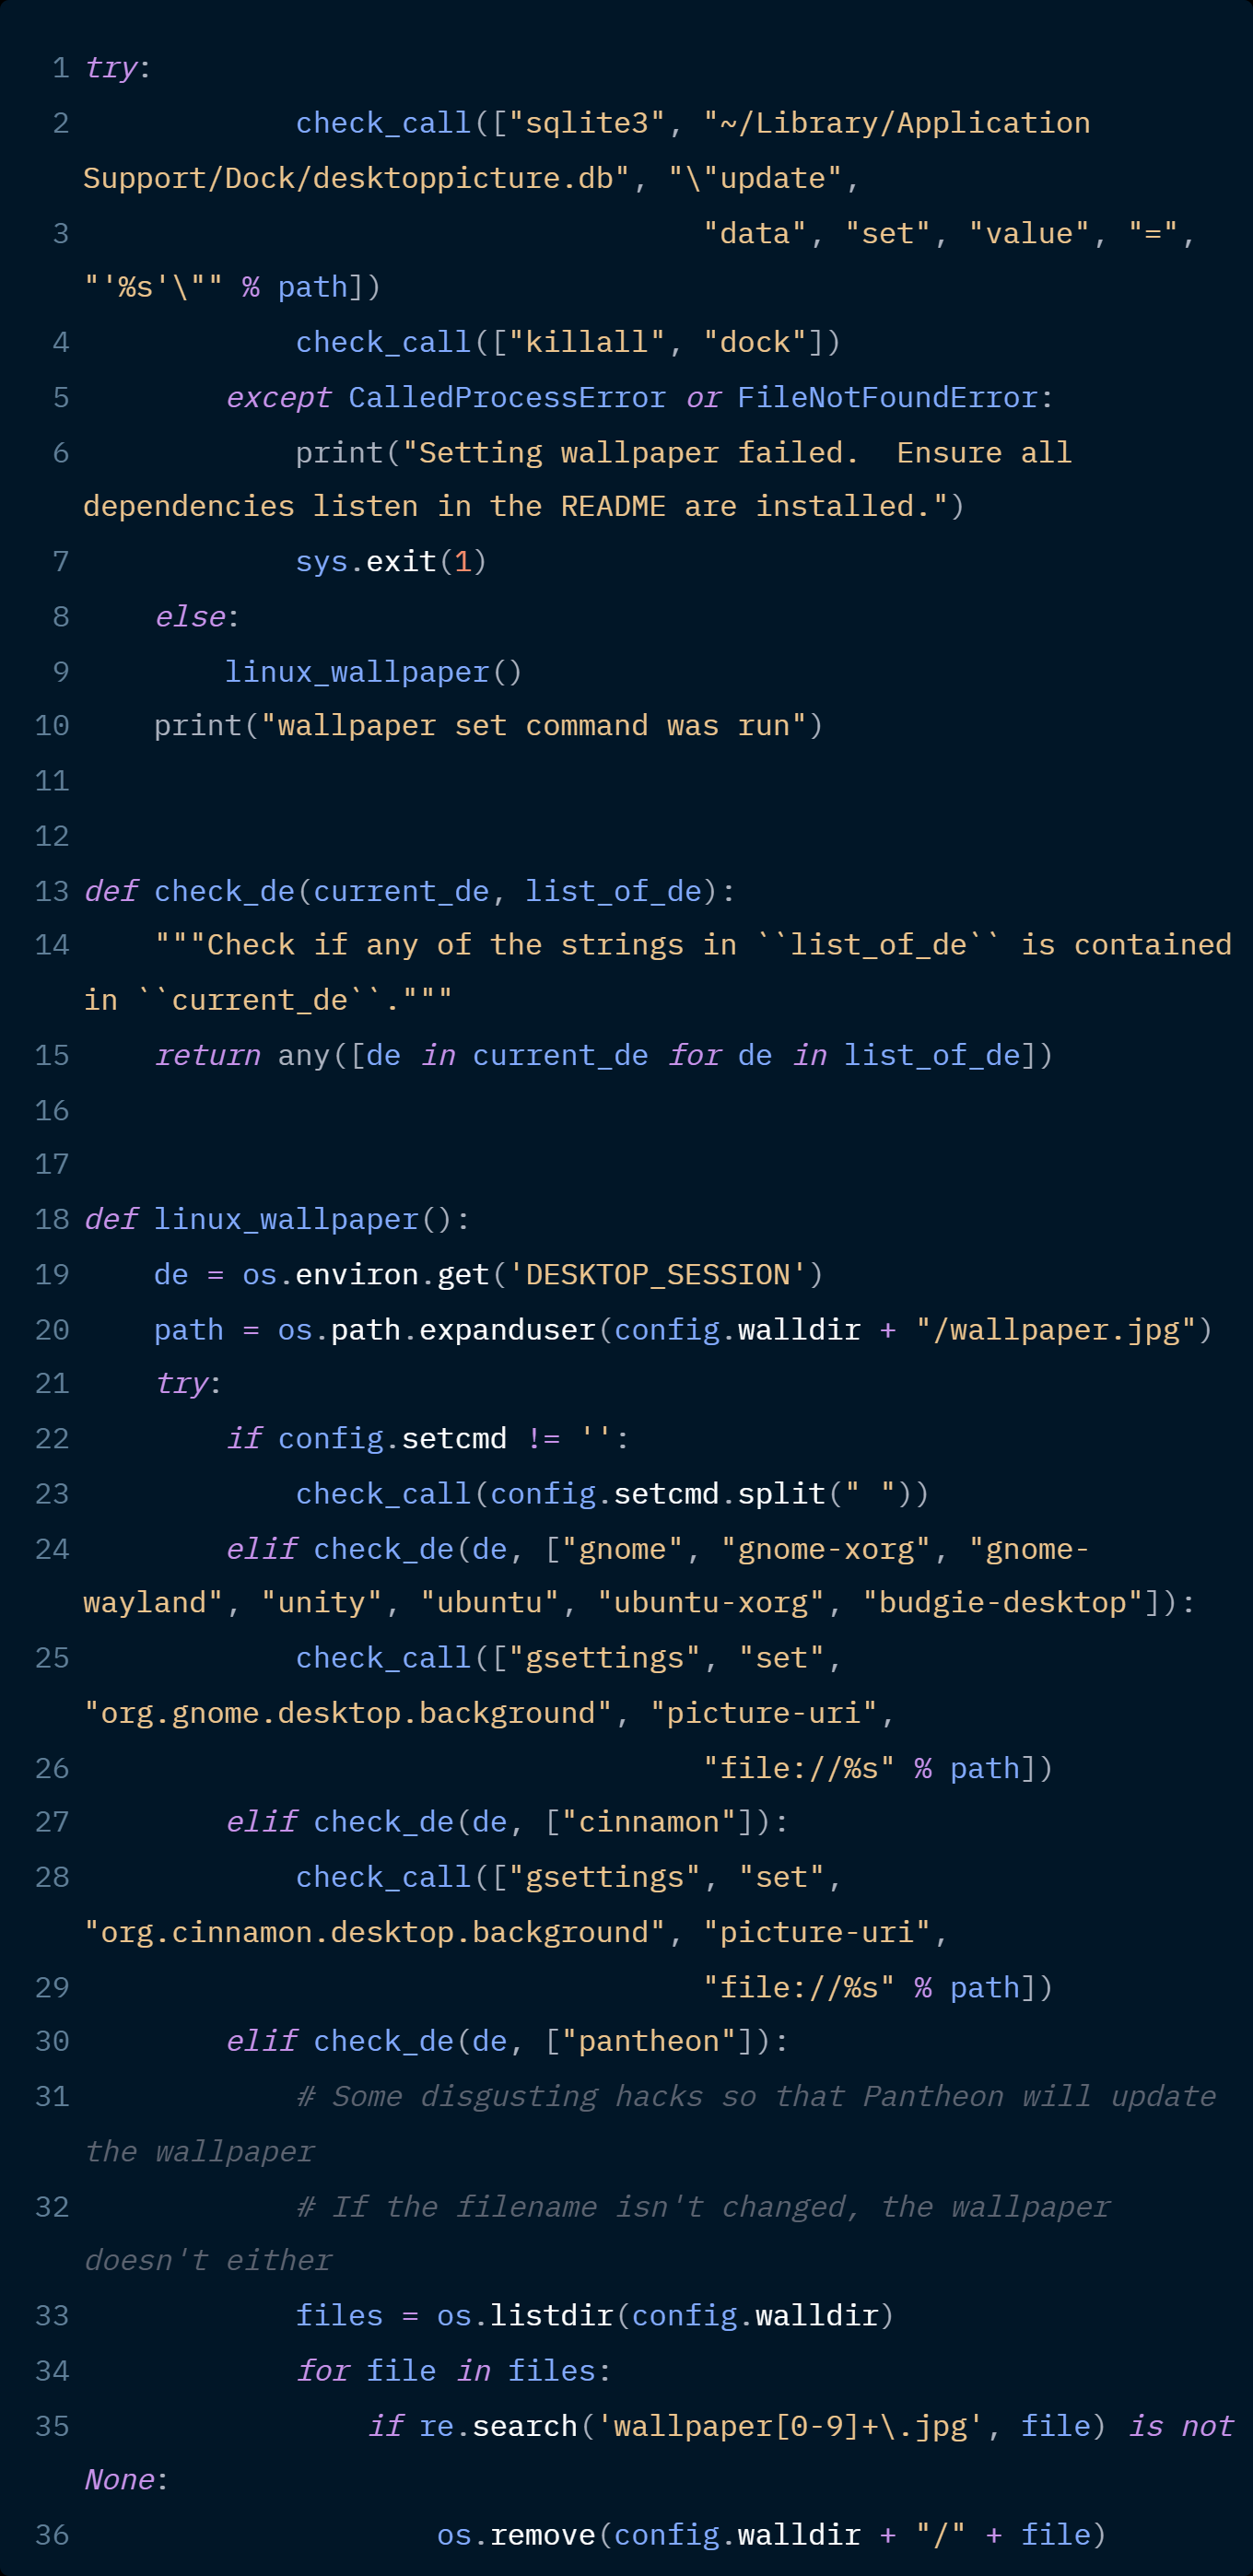 1 try:
2             check_call(["sqlite3", "~/Library/Application
Support/Dock/desktoppicture.db", "\"update",
3                                    "data", "set", "value", "=",
"'%s'\"" % path])
4             check_call(["killall", "dock"])
5         except CalledProcessError or FileNotFoundError:
6             print("Setting wallpaper failed.  Ensure all
dependencies listen in the README are installed.")
7             sys.exit(1)
8     else:
9         linux_wallpaper()
10     print("wallpaper set command was run")
11
12
13 def check_de(current_de, list_of_de):
14     """Check if any of the strings in ``list_of_de`` is contained
in ``current_de``."""
15     return any([de in current_de for de in list_of_de])
16
17
18 def linux_wallpaper():
19     de = os.environ.get('DESKTOP_SESSION')
20     path = os.path.expanduser(config.walldir + "/wallpaper.jpg")
21     try:
22         if config.setcmd != '':
23             check_call(config.setcmd.split(" "))
24         elif check_de(de, ["gnome", "gnome-xorg", "gnome-
wayland", "unity", "ubuntu", "ubuntu-xorg", "budgie-desktop"]):
25             check_call(["gsettings", "set",
"org.gnome.desktop.background", "picture-uri",
26                                    "file://%s" % path])
27         elif check_de(de, ["cinnamon"]):
28             check_call(["gsettings", "set",
"org.cinnamon.desktop.background", "picture-uri",
29                                    "file://%s" % path])
30         elif check_de(de, ["pantheon"]):
31             # Some disgusting hacks so that Pantheon will update
the wallpaper
32             # If the filename isn't changed, the wallpaper
doesn't either
33             files = os.listdir(config.walldir)
34             for file in files:
35                 if re.search('wallpaper[0-9]+\.jpg', file) is not
None:
36                     os.remove(config.walldir + "/" + file)